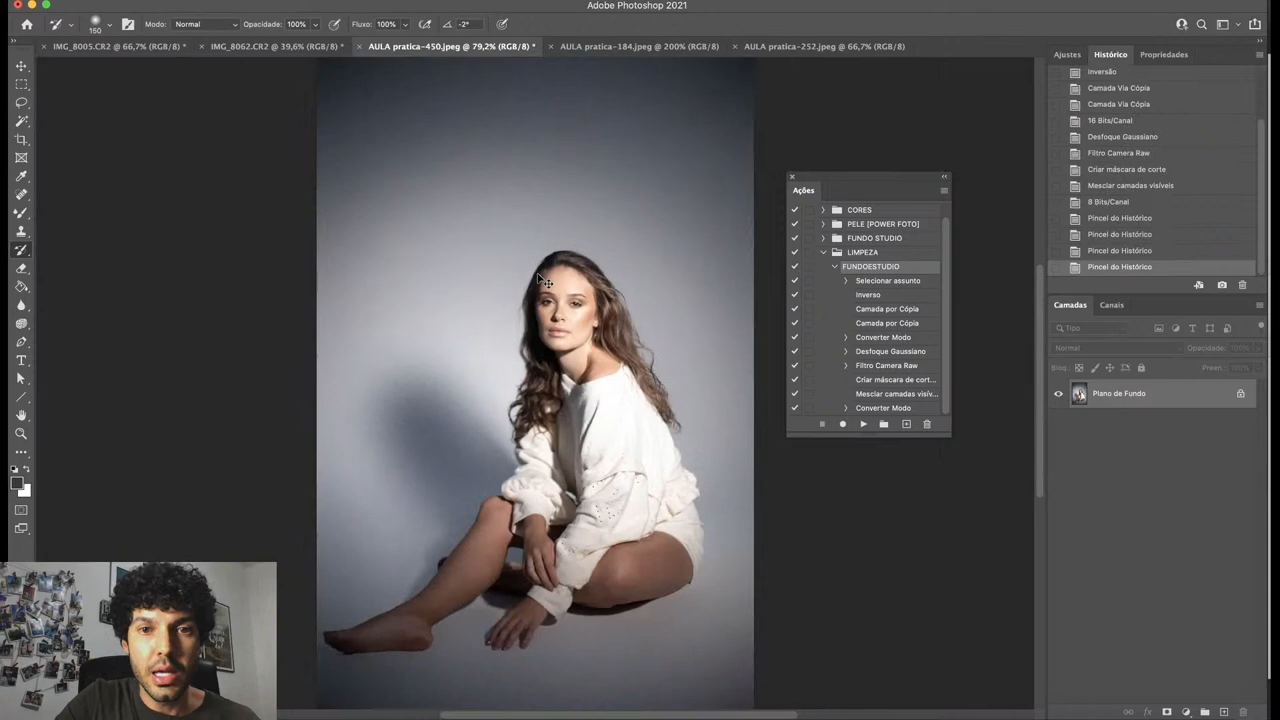 Adobe Photoshop 2021
150 Modo: Normal Opacidade: 100% Fluxo: 100% -2°
IMG_8005.CR2 @ 66,7% (RGB/8) * IMG_8062.CR2 @ 39,6% (RGB/8) * AULA pratica-450.jpeg @ 79,2% (RGB/8) * AULA pratica-184.jpeg @ 200% (RGB/8) AULA pratica-252.jpeg @ 66,7% (RGB/8)
Ajustes Histórico Propriedades
Inversão
Camada Via Cópia
Camada Via Cópia
16 Bits/Canal
Desfoque Gaussiano
Filtro Camera Raw
Criar máscara de corte
Mesclar camadas visíveis
8 Bits/Canal
Pincel do Histórico
Pincel do Histórico
Pincel do Histórico
Pincel do Histórico
Ações
CORES
PELE [POWER FOTO]
FUNDO STUDIO
LIMPEZA
FUNDOESTUDIO
Selecionar assunto
Inverso
Camada por Cópia
Camada por Cópia
Converter Modo
Desfoque Gaussiano
Filtro Camera Raw
Criar máscara de cort...
Mesclar camadas visív...
Converter Modo
Camadas Canais
Tipo
Normal Opacidade: 100%
Bloq.: Preen.: 100%
Plano de Fundo
fx